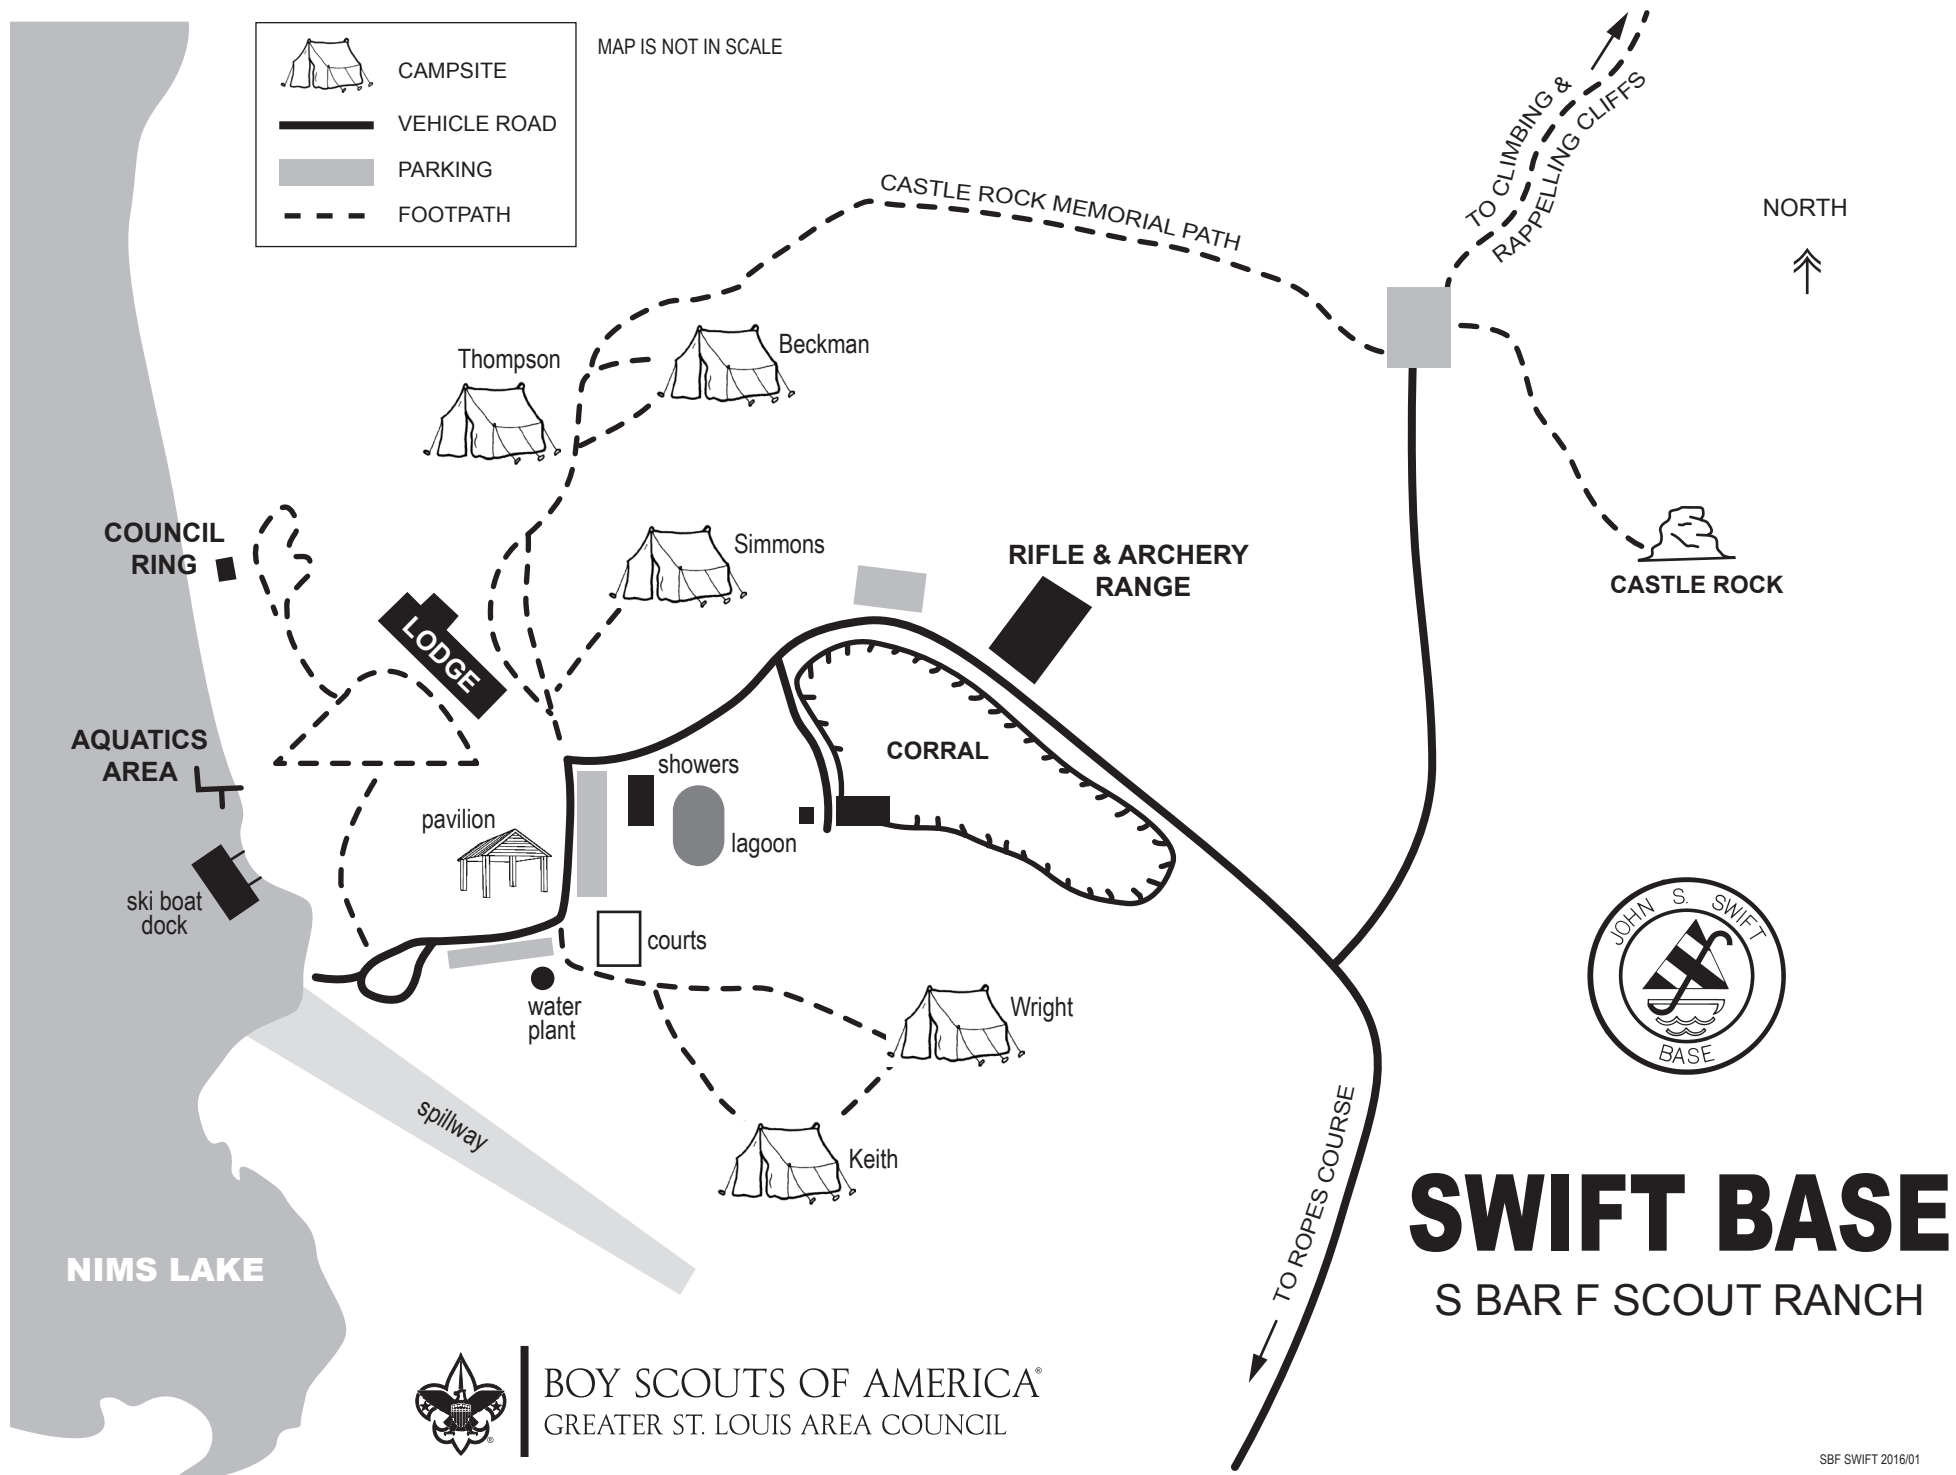 MAP IS NOT IN SCALE
CAMPSITE
VEHICLE ROAD
PARKING
FOOTPATH
TO CLIMBING &
RAPPELLING CLIFFS
CASTLE ROCK MEMORIAL PATH
NORTH
Thompson
Beckman
COUNCIL
RING
Simmons
RIFLE & ARCHERY
RANGE
CASTLE ROCK
LODGE
AQUATICS
AREA
CORRAL
showers
pavilion
lagoon
ski boat
dock
courts
water
plant
Wright
JOHN S. SWIFT
BASE
spillway
Keith
TO ROPES COURSE
NIMS LAKE
SWIFT BASE
S BAR F SCOUT RANCH
BOY SCOUTS OF AMERICA®
GREATER ST. LOUIS AREA COUNCIL
®
SBF SWIFT 2016/01